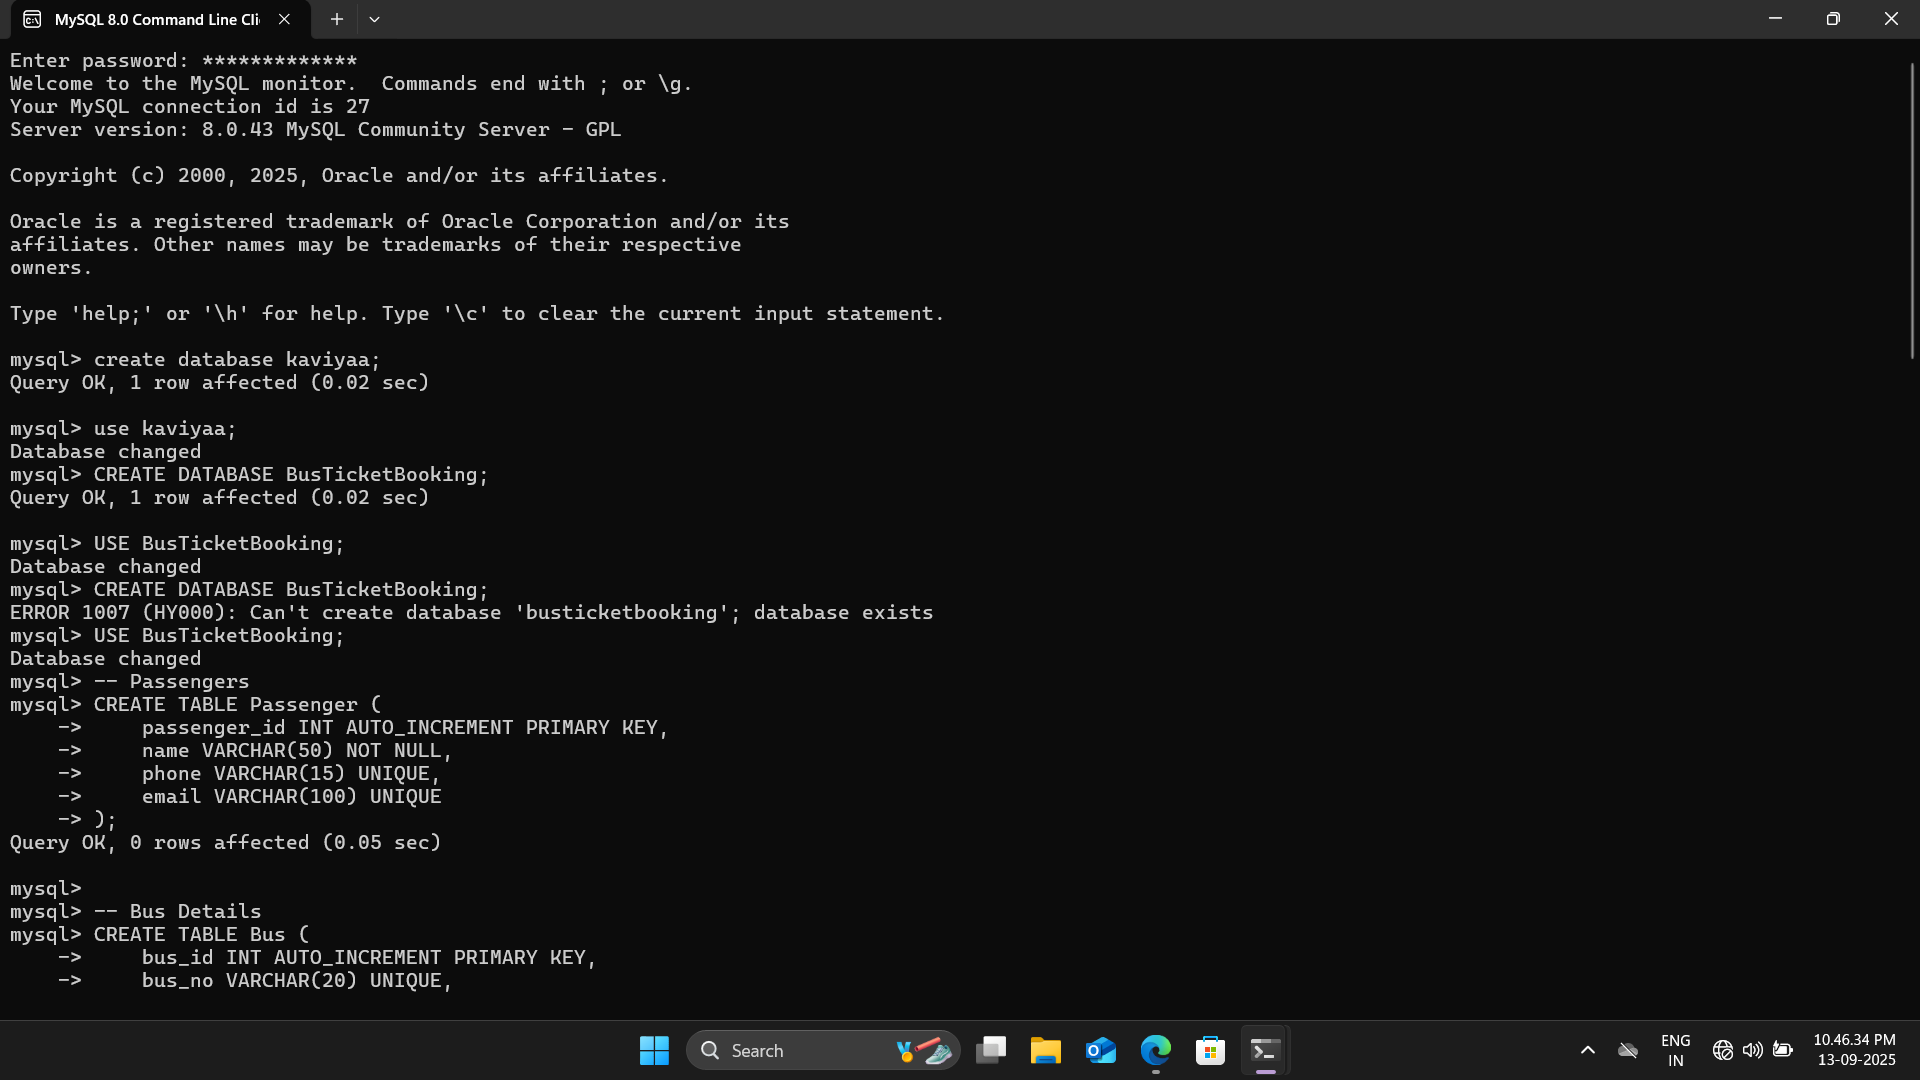 MySQL 8.0 Command Line Cli
Enter password: *************
Welcome to the MySQL monitor.  Commands end with ; or \g.
Your MySQL connection id is 27
Server version: 8.0.43 MySQL Community Server - GPL

Copyright (c) 2000, 2025, Oracle and/or its affiliates.

Oracle is a registered trademark of Oracle Corporation and/or its
affiliates. Other names may be trademarks of their respective
owners.

Type 'help;' or '\h' for help. Type '\c' to clear the current input statement.

mysql> create database kaviyaa;
Query OK, 1 row affected (0.02 sec)

mysql> use kaviyaa;
Database changed
mysql> CREATE DATABASE BusTicketBooking;
Query OK, 1 row affected (0.02 sec)

mysql> USE BusTicketBooking;
Database changed
mysql> CREATE DATABASE BusTicketBooking;
ERROR 1007 (HY000): Can't create database 'busticketbooking'; database exists
mysql> USE BusTicketBooking;
Database changed
mysql> -- Passengers
mysql> CREATE TABLE Passenger (
    ->     passenger_id INT AUTO_INCREMENT PRIMARY KEY,
    ->     name VARCHAR(50) NOT NULL,
    ->     phone VARCHAR(15) UNIQUE,
    ->     email VARCHAR(100) UNIQUE
    -> );
Query OK, 0 rows affected (0.05 sec)

mysql>
mysql> -- Bus Details
mysql> CREATE TABLE Bus (
    ->     bus_id INT AUTO_INCREMENT PRIMARY KEY,
    ->     bus_no VARCHAR(20) UNIQUE,
Search
ENG
IN
10.46.34 PM
13-09-2025